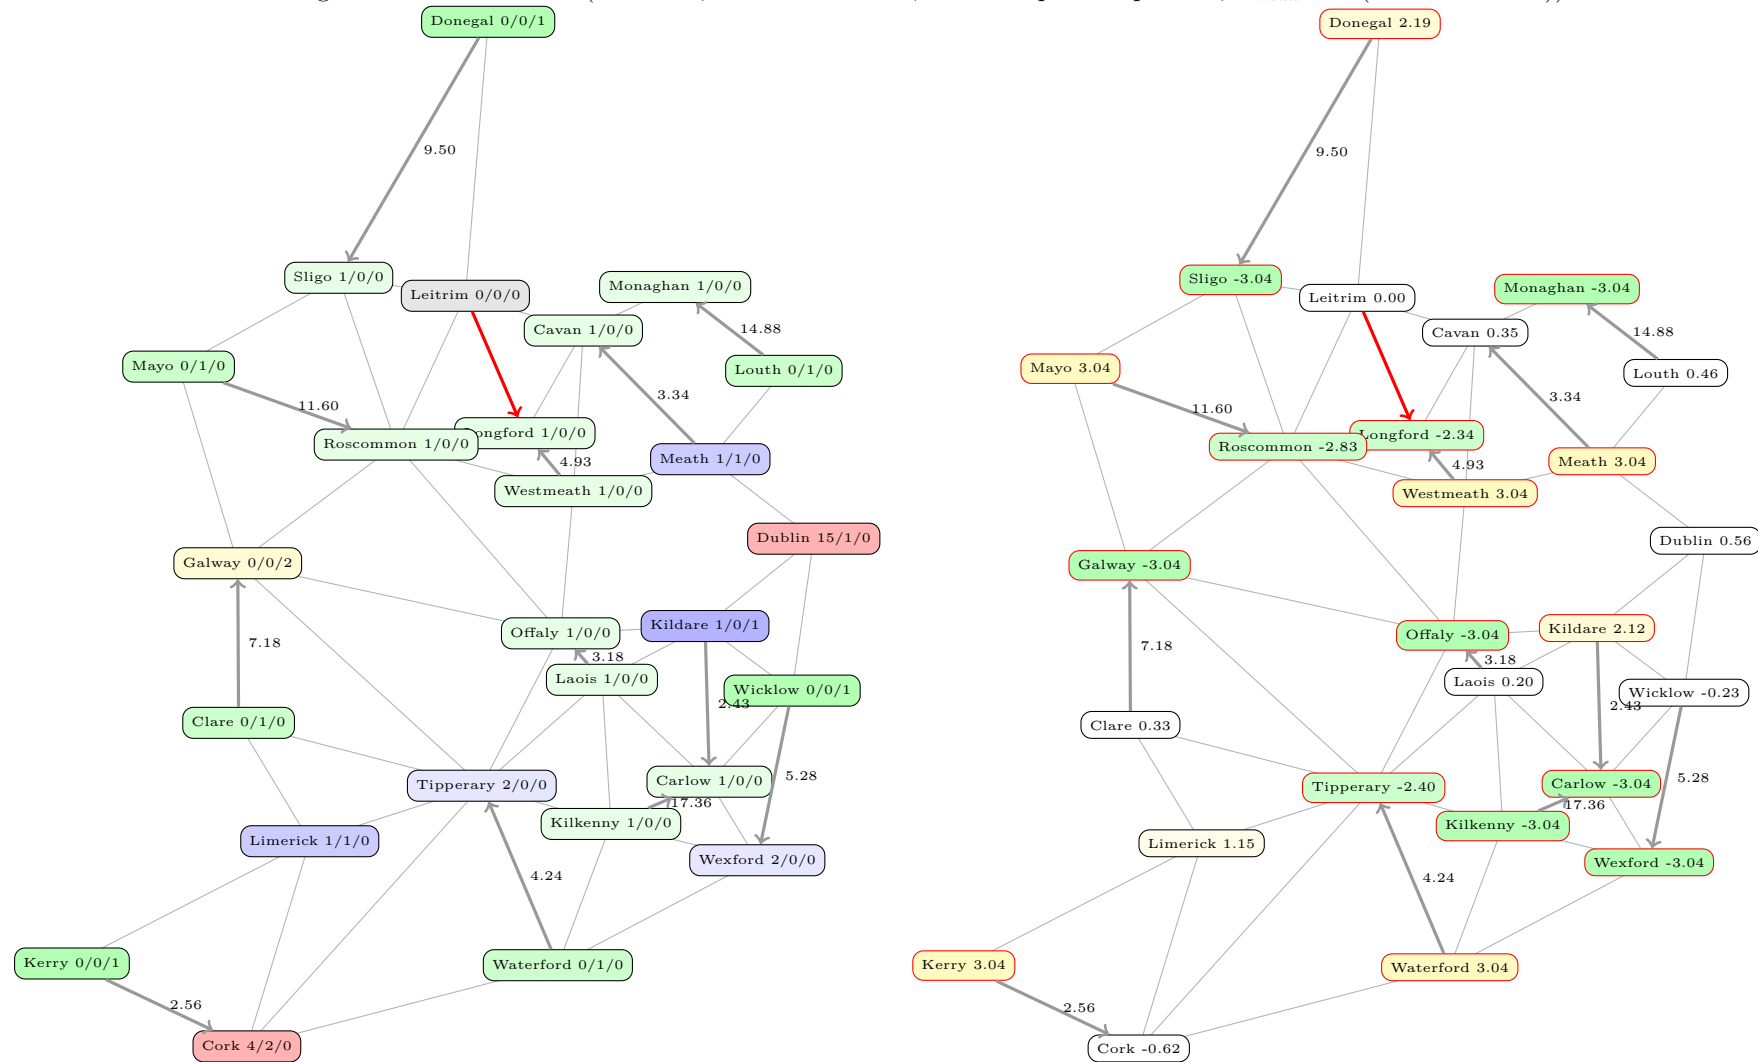 Donegal 0/0/1
9.50
Sligo 1/0/0
Leitrim 0/0/0
Monaghan 1/0/0
Cavan 1/0/0
14.88
Mayo 0/1/0
Louth 0/1/0
3.34
11.60
Longford 1/0/0
Roscommon 1/0/0
Meath 1/1/0
4.93
Westmeath 1/0/0
Dublin 15/1/0
Galway 0/0/2
Kildare 1/0/1
Offaly 1/0/0
7.18
3.18
Laois 1/0/0
Wicklow 0/0/1
2.43
Clare 0/1/0
5.28
Carlow 1/0/0
Tipperary 2/0/0
17.36
Kilkenny 1/0/0
Limerick 1/1/0
Wexford 2/0/0
4.24
Kerry 0/0/1
Waterford 0/1/0
2.56
Cork 4/2/0
Donegal 2.19
9.50
Sligo -3.04
Monaghan -3.04
Leitrim 0.00
Cavan 0.35
14.88
Mayo 3.04
Louth 0.46
3.34
11.60
Longford -2.34
Roscommon -2.83
Meath 3.04
4.93
Westmeath 3.04
Dublin 0.56
Galway -3.04
Kildare 2.12
Offaly -3.04
7.18
3.18
Laois 0.20
Wicklow -0.23
2.43
Clare 0.33
5.28
Carlow -3.04
Tipperary -2.40
17.36
Kilkenny -3.04
Limerick 1.15
Wexford -3.04
4.24
Kerry 3.04
Waterford 3.04
2.56
Cork -0.62